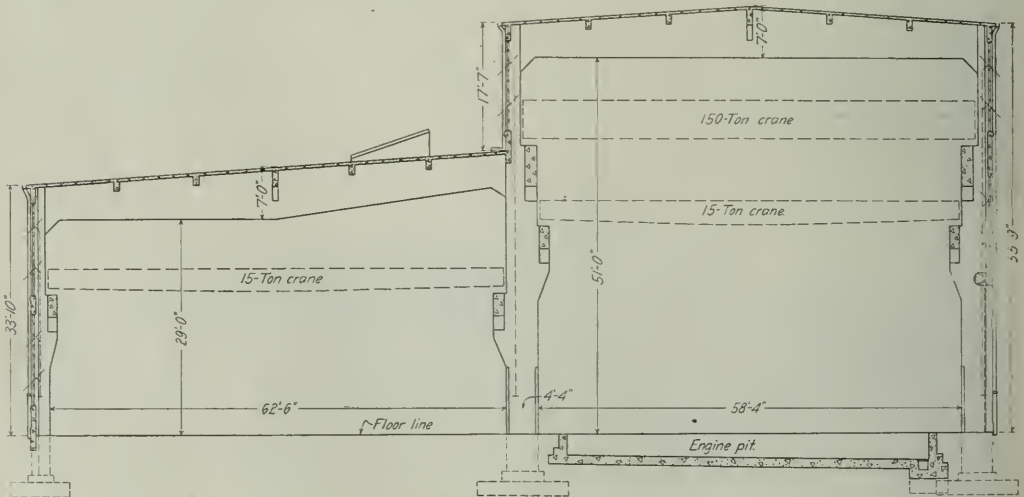 17'-7"
7'-0"
150-Ton crane
15-Ton crane
7'-0"
51'-0"
15-Ton crane
33'-10"
29'-0"
62'-6"
4'-4"
58'-4"
Floor line
Engine pit